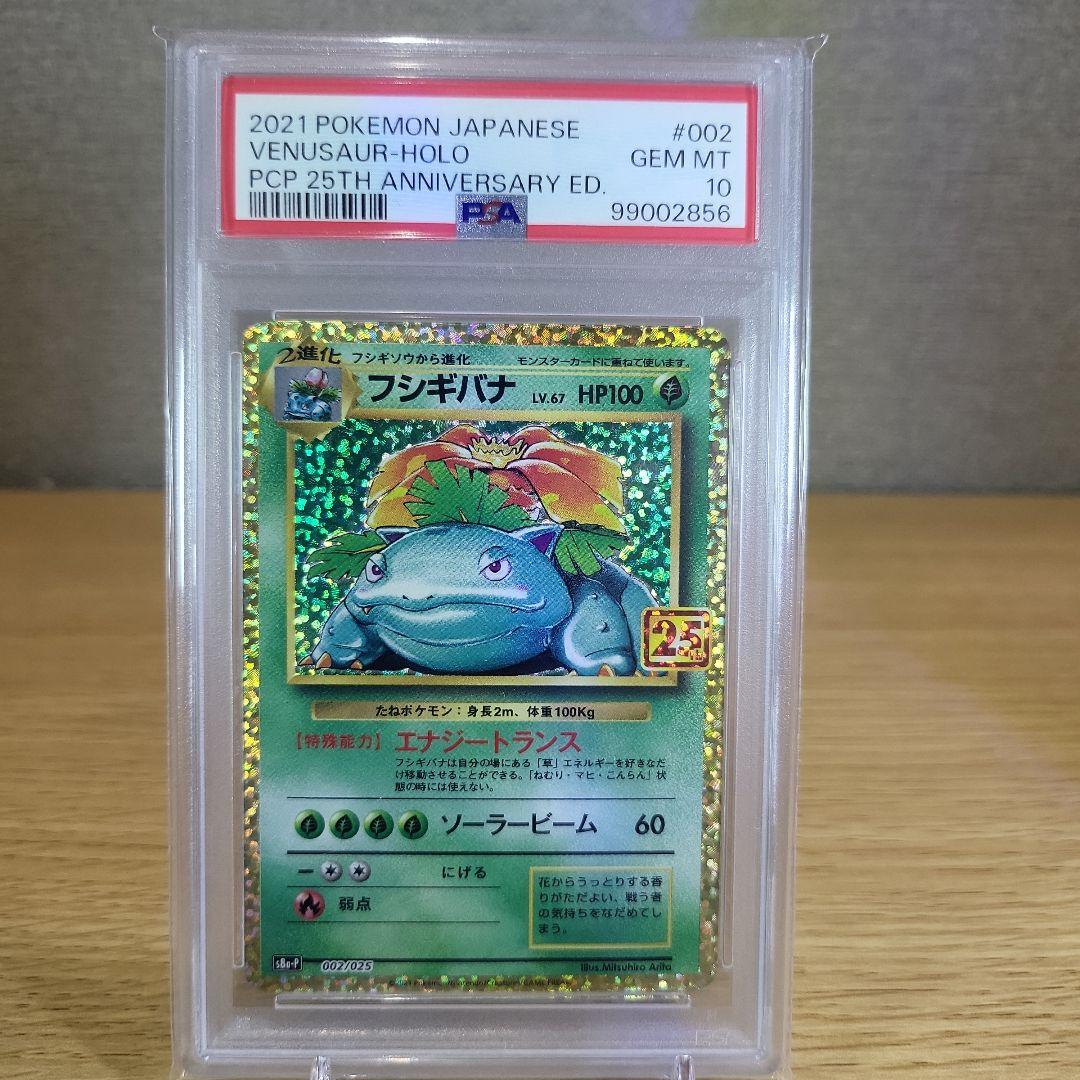 2021 POKEMON JAPANESE #002
VENUSAUR-HOLO GEM MT
PCP 25TH ANNIVERSARY ED. 10
PSA 99002856
2進化 フシギソウから進化 モンスターカードに重ねて使います。
フシギバナ LV.67 HP100
25
たねポケモン：身長2m、体重100Kg
【特殊能力】 エナジートランス
フシギバナは自分の場にある「草」エネルギーを好きなだ
け移動させることができる。「ねむり・マヒ・こんらん」状
態の時には使えない。
ソーラービーム 60
ー にげる
弱点
花からうっとりする香
りがただよい、戦う者
の気持ちをなだめてし
まう。
s8a-P 002/025 Illus.Mitsuhiro Arita